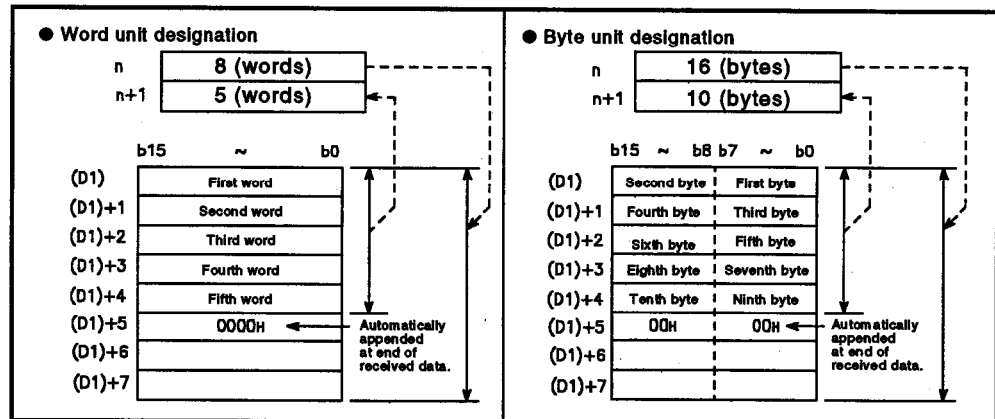 ● Word unit designation
n 8 (words)
n+1 5 (words)
b15 ~ b0
(D1) First word
(D1)+1 Second word
(D1)+2 Third word
(D1)+3 Fourth word
(D1)+4 Fifth word
(D1)+5 0000H Automatically
appended
at end of
received data.
(D1)+6
(D1)+7
● Byte unit designation
n 16 (bytes)
n+1 10 (bytes)
b15 ~ b8 b7 ~ b0
(D1) Second byte First byte
(D1)+1 Fourth byte Third byte
(D1)+2 Sixth byte Fifth byte
(D1)+3 Eighth byte Seventh byte
(D1)+4 Tenth byte Ninth byte
(D1)+5 00H 00H Automatically
appended
at end of
received data.
(D1)+6
(D1)+7